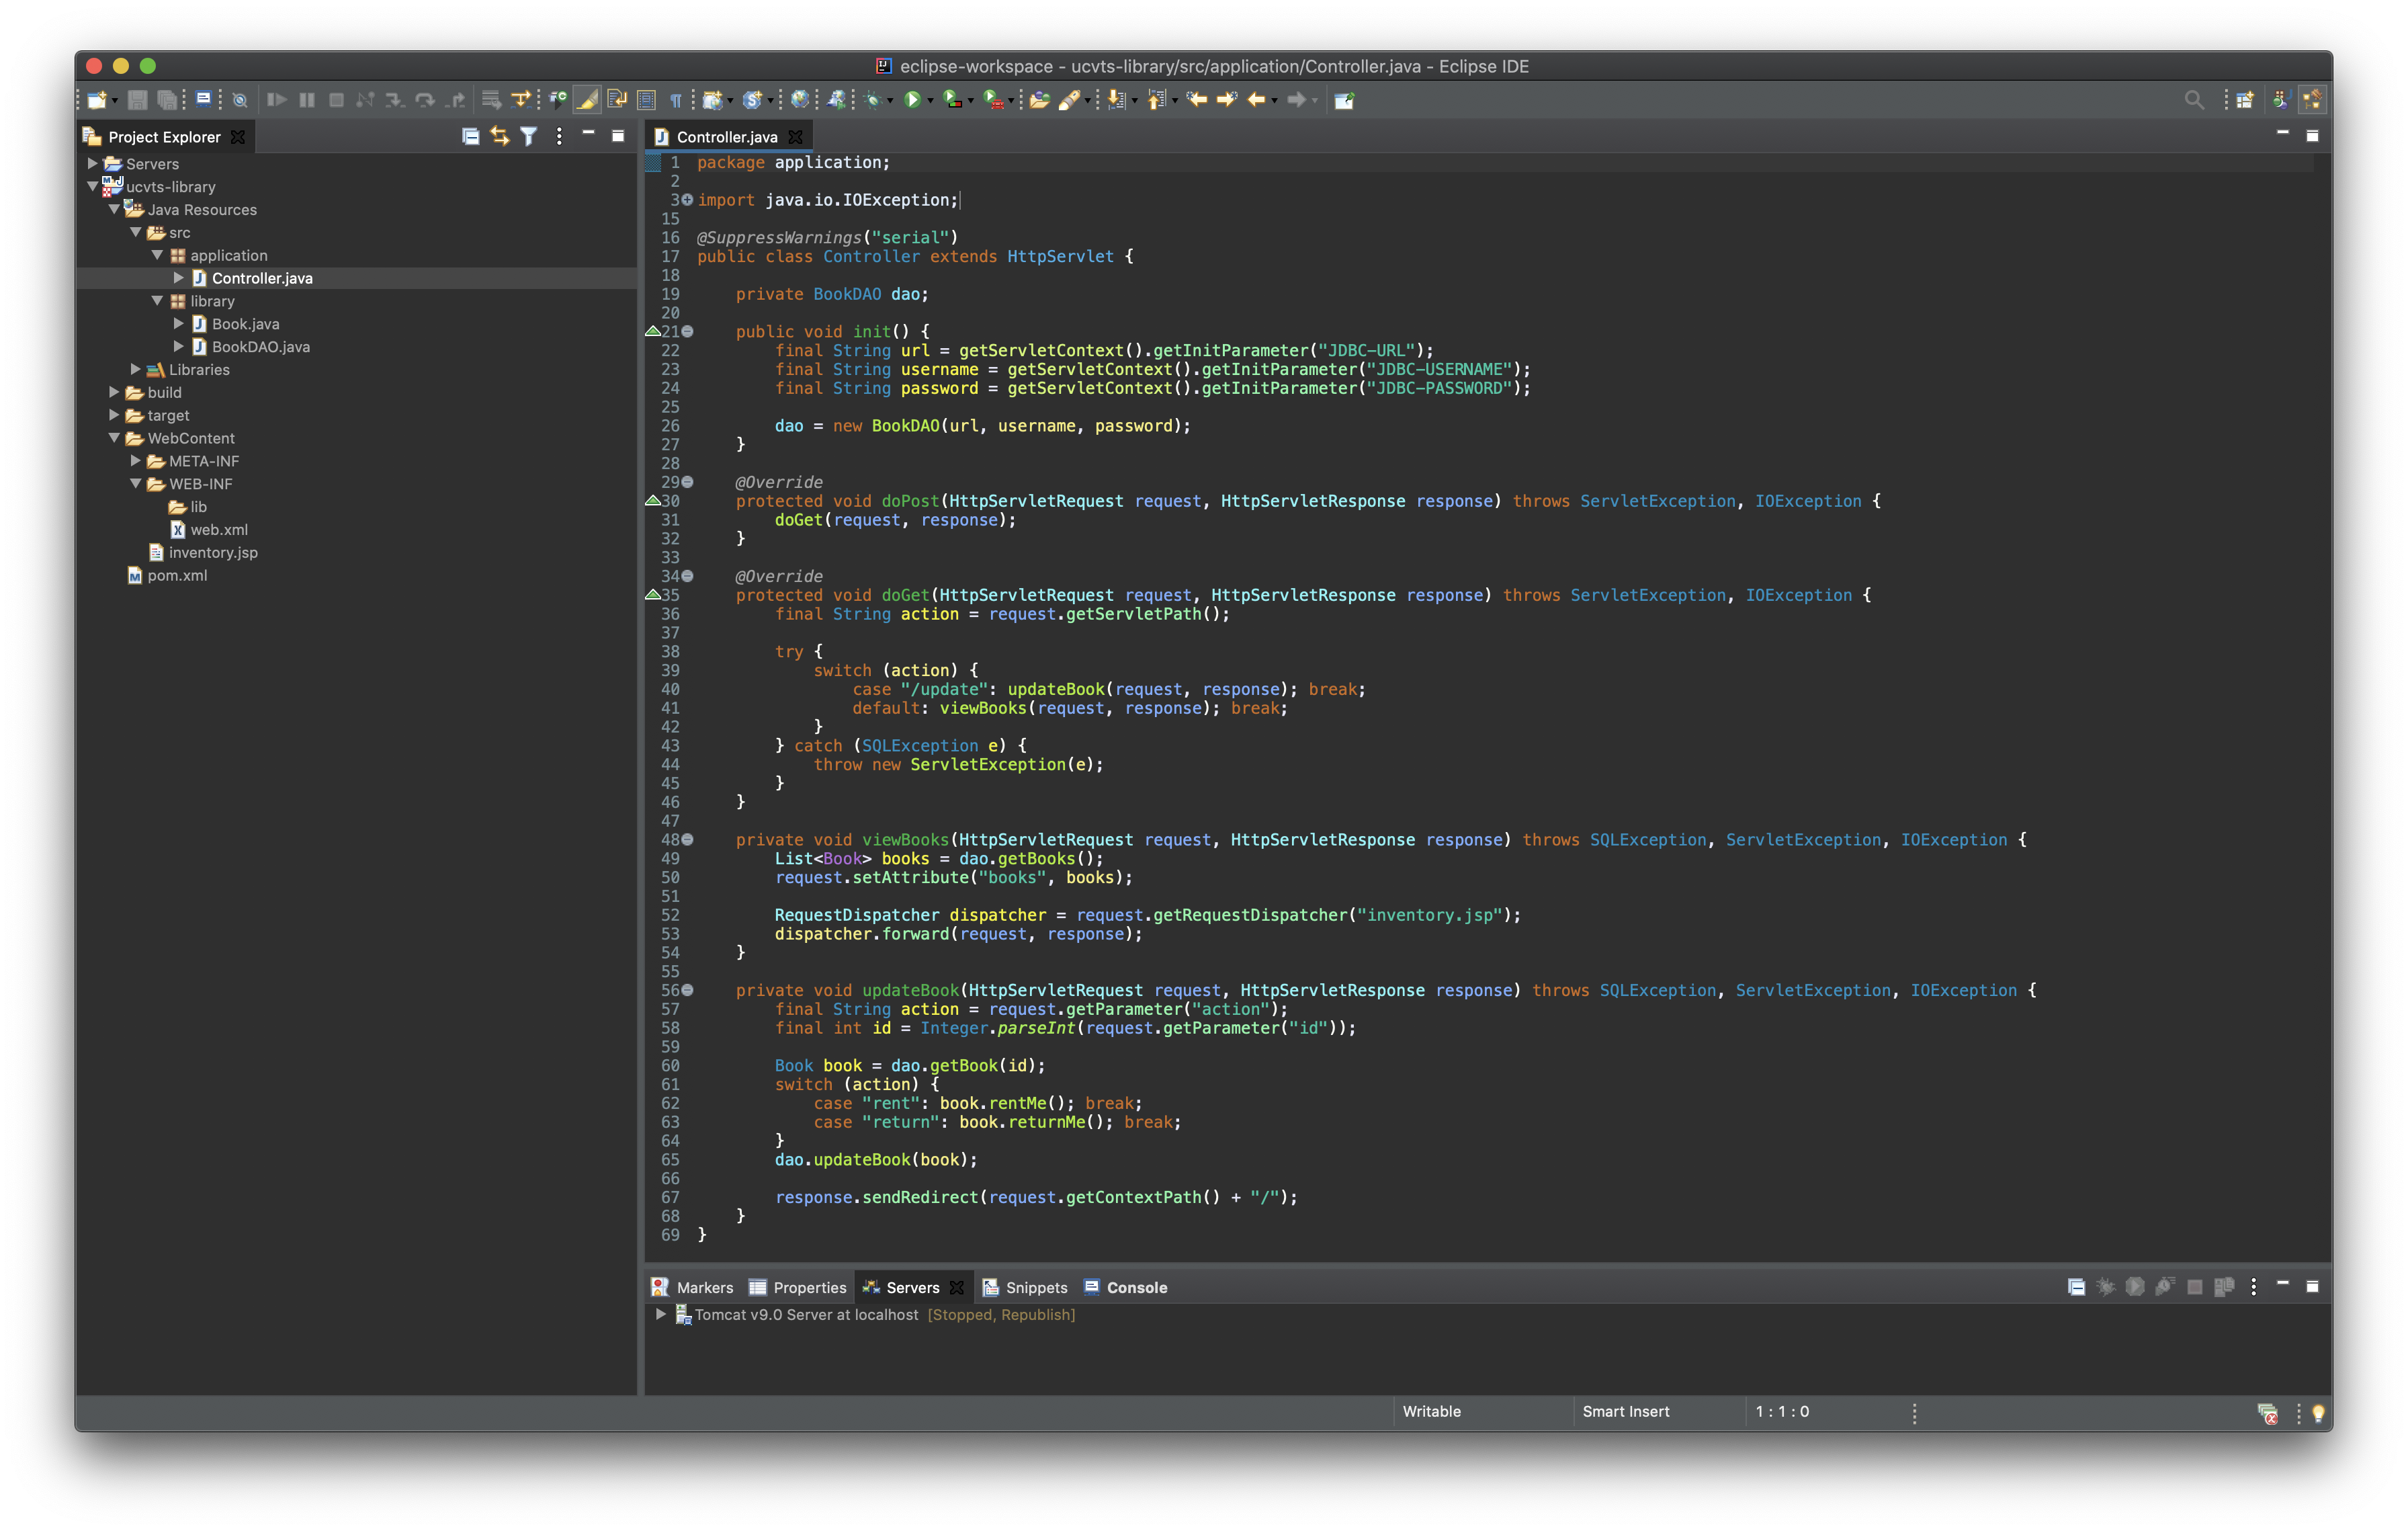 eclipse-workspace - ucvts-library/src/application/Controller.java - Eclipse IDE
Project Explorer
Servers
ucvts-library
Java Resources
src
application
Controller.java
library
Book.java
BookDAO.java
Libraries
build
target
WebContent
META-INF
WEB-INF
lib
web.xml
inventory.jsp
pom.xml
Controller.java
1 package application;
2
3 import java.io.IOException;
15
16 @SuppressWarnings("serial")
17 public class Controller extends HttpServlet {
18
19     private BookDAO dao;
20
21     public void init() {
22         final String url = getServletContext().getInitParameter("JDBC-URL");
23         final String username = getServletContext().getInitParameter("JDBC-USERNAME");
24         final String password = getServletContext().getInitParameter("JDBC-PASSWORD");
25
26         dao = new BookDAO(url, username, password);
27     }
28
29     @Override
30     protected void doPost(HttpServletRequest request, HttpServletResponse response) throws ServletException, IOException {
31         doGet(request, response);
32     }
33
34     @Override
35     protected void doGet(HttpServletRequest request, HttpServletResponse response) throws ServletException, IOException {
36         final String action = request.getServletPath();
37
38         try {
39             switch (action) {
40                 case "/update": updateBook(request, response); break;
41                 default: viewBooks(request, response); break;
42             }
43         } catch (SQLException e) {
44             throw new ServletException(e);
45         }
46     }
47
48     private void viewBooks(HttpServletRequest request, HttpServletResponse response) throws SQLException, ServletException, IOException {
49         List<Book> books = dao.getBooks();
50         request.setAttribute("books", books);
51
52         RequestDispatcher dispatcher = request.getRequestDispatcher("inventory.jsp");
53         dispatcher.forward(request, response);
54     }
55
56     private void updateBook(HttpServletRequest request, HttpServletResponse response) throws SQLException, ServletException, IOException {
57         final String action = request.getParameter("action");
58         final int id = Integer.parseInt(request.getParameter("id"));
59
60         Book book = dao.getBook(id);
61         switch (action) {
62             case "rent": book.rentMe(); break;
63             case "return": book.returnMe(); break;
64         }
65         dao.updateBook(book);
66
67         response.sendRedirect(request.getContextPath() + "/");
68     }
69 }
Markers Properties Servers Snippets Console
Tomcat v9.0 Server at localhost [Stopped, Republish]
Writable Smart Insert 1 : 1 : 0